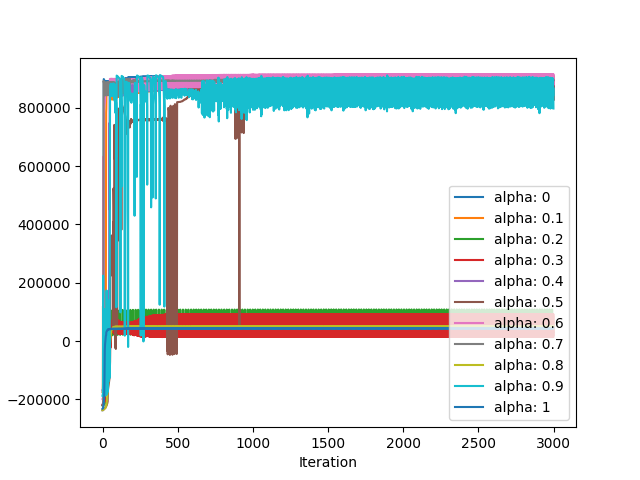 800000
600000
400000
200000
0
−200000
0
500
1000
1500
2000
2500
3000
Iteration
alpha: 0
alpha: 0.1
alpha: 0.2
alpha: 0.3
alpha: 0.4
alpha: 0.5
alpha: 0.6
alpha: 0.7
alpha: 0.8
alpha: 0.9
alpha: 1